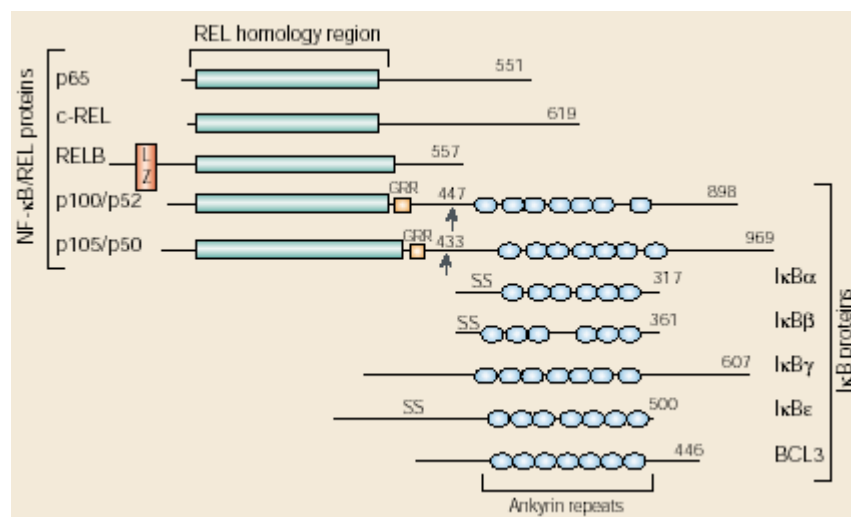 REL homology region
NF-κB/REL proteins
p65
551
c-REL
619
RELB
L
Z
557
p100/p52
GRR
447
898
p105/p50
GRR
433
969
SS
317
IκBα
SS
361
IκBβ
607
IκBγ
SS
500
IκBε
446
BCL3
IκB proteins
Ankyrin repeats